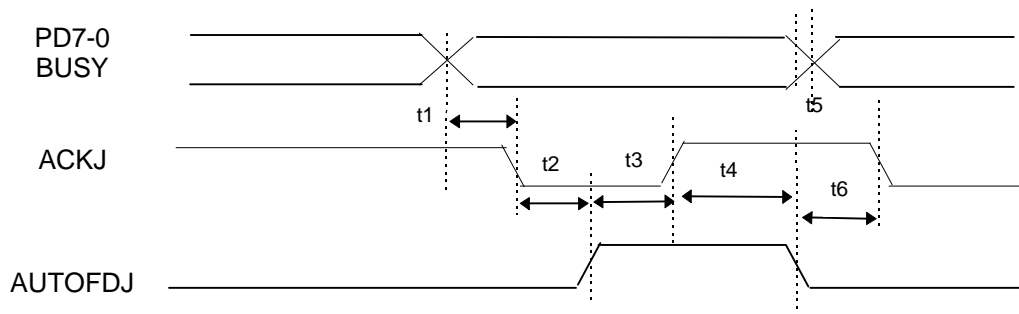 PD7-0
BUSY
t1
t5
ACKJ
t2
t3
t4
t6
AUTOFDJ